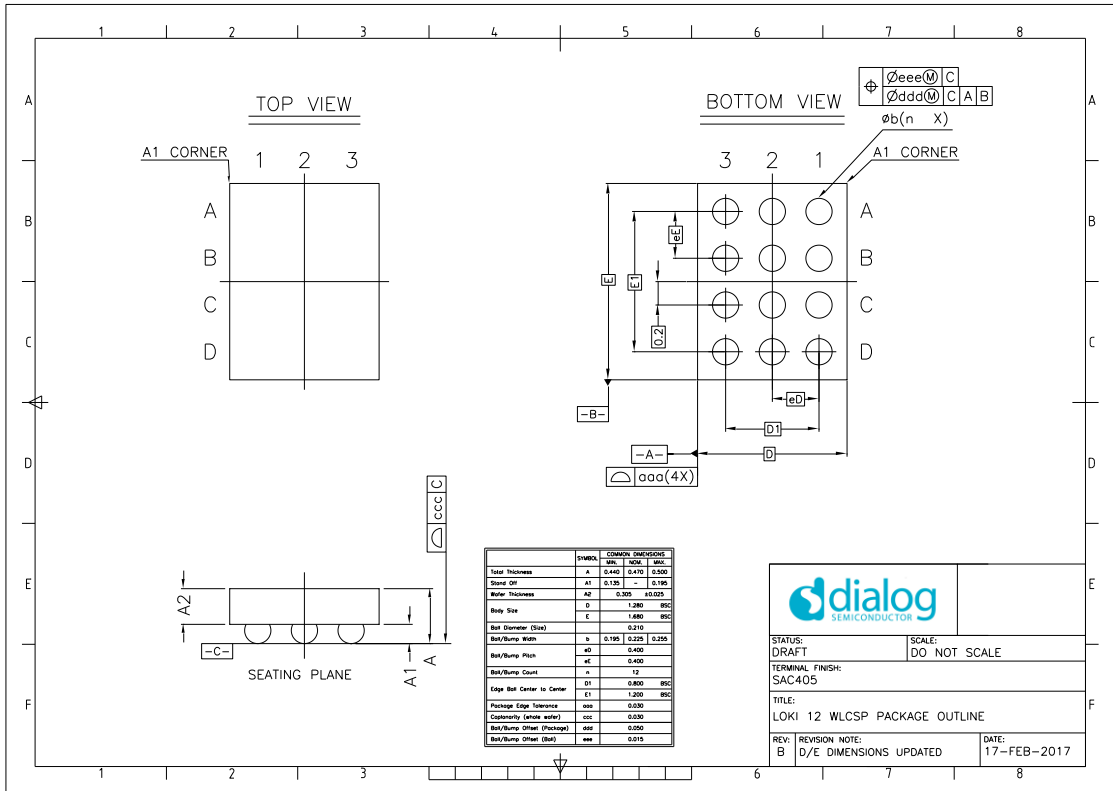 1 2 3 4 5 6 7 8
A A
B B
C C
D D
E E
F F
1 2 3 6 7 8
TOP VIEW
A1 CORNER
1 2 3
A
B
C
D
BOTTOM VIEW
Øeee Ⓜ C
Øddd Ⓜ C A B
øb(n X)
3 2 1
A1 CORNER
A
B
C
D
eE
E
E1
0.2
eD
D1
D
-B-
-A-
aaa(4X)
ccc C
A2
-C-
A1
A
SEATING PLANE
SYMBOL COMMON DIMENSIONS
MIN. NOM. MAX.
Total Thickness A 0.440 0.470 0.500
Stand Off A1 0.135 – 0.195
Wafer Thickness A2 0.305 ±0.025
Body Size D 1.280 BSC
E 1.680 BSC
Ball Diameter (Size) 0.210
Ball/Bump Width b 0.195 0.225 0.255
Ball/Bump Pitch eD 0.400
eE 0.400
Ball/Bump Count n 12
Edge Ball Center to Center D1 0.800 BSC
E1 1.200 BSC
Package Edge Tolerance aaa 0.030
Coplanarity (whole wafer) ccc 0.030
Ball/Bump Offset (Package) ddd 0.050
Ball/Bump Offset (Ball) eee 0.015
dialog
SEMICONDUCTOR
STATUS:
DRAFT
SCALE:
DO NOT SCALE
TERMINAL FINISH:
SAC405
TITLE:
LOKI 12 WLCSP PACKAGE OUTLINE
REV:
B
REVISION NOTE:
D/E DIMENSIONS UPDATED
DATE:
17-FEB-2017